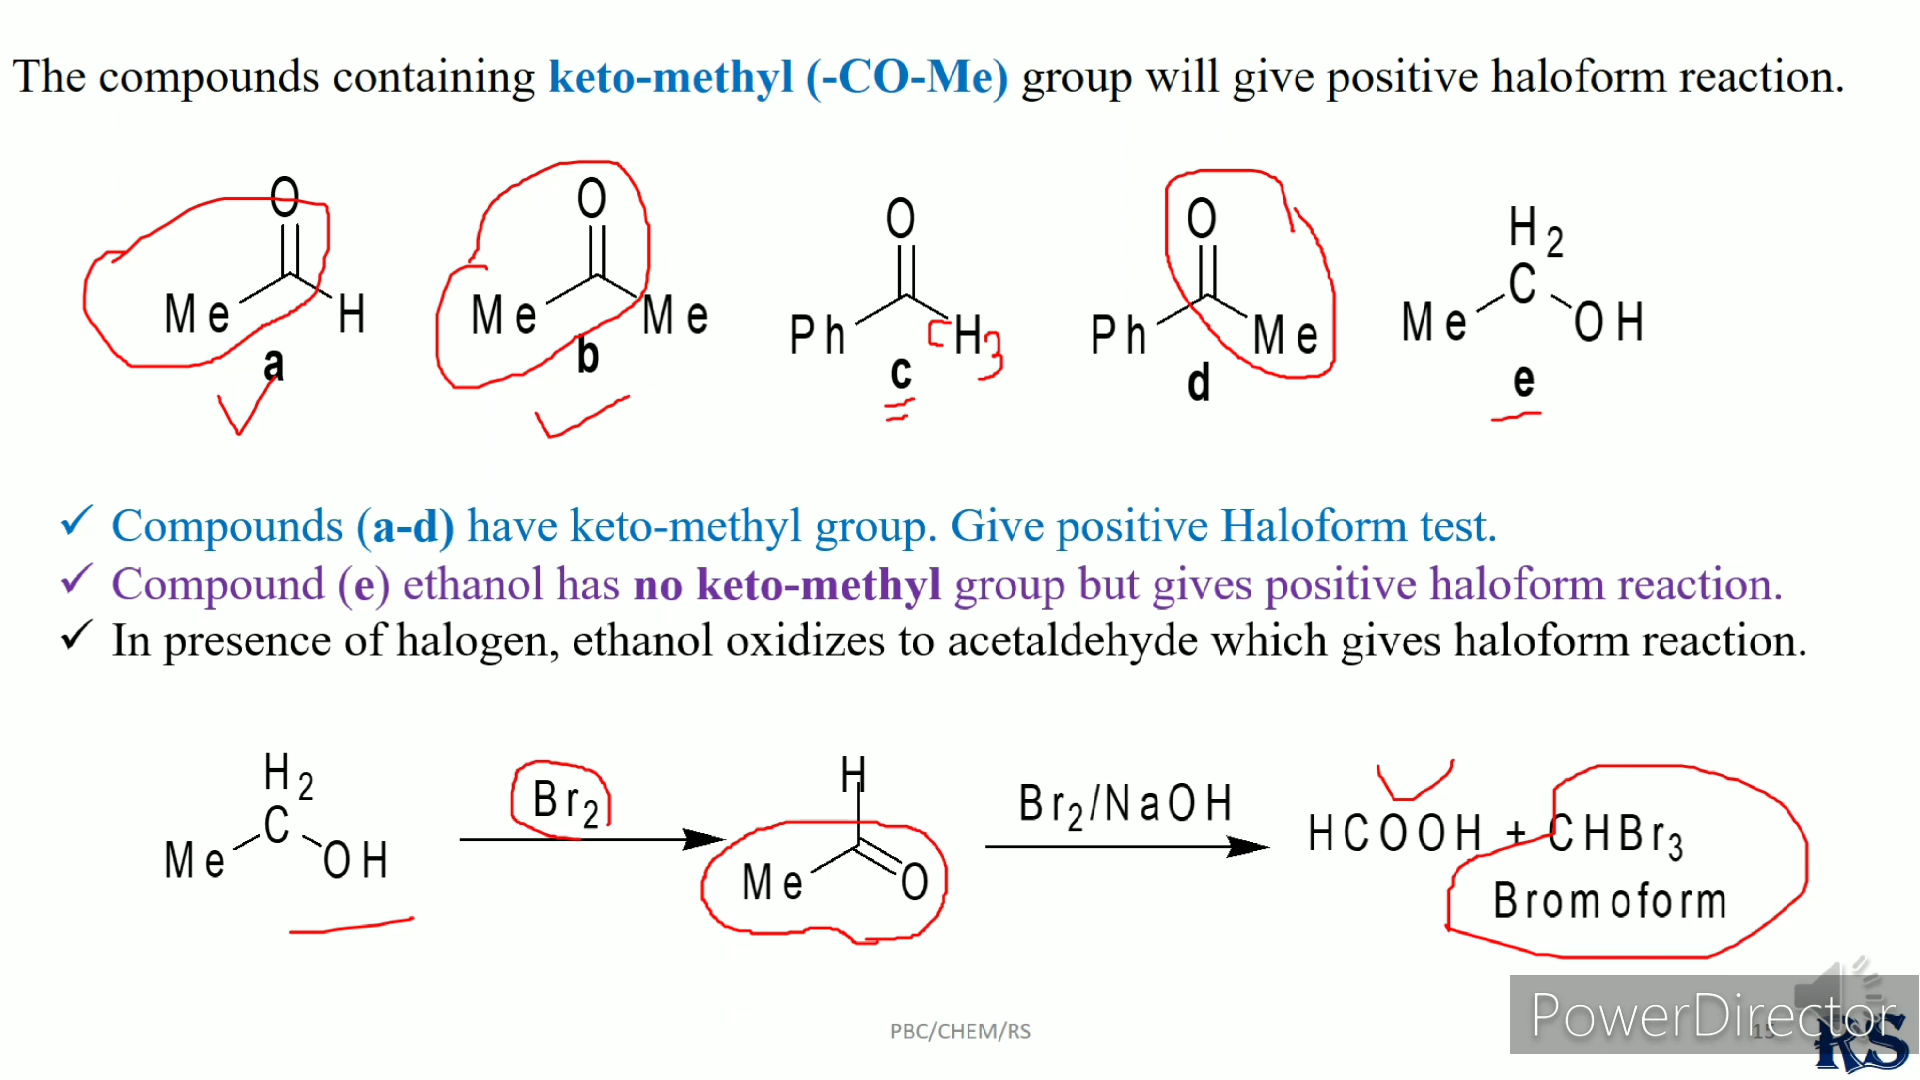 The compounds containing keto-methyl (-CO-Me) group will give positive haloform reaction.
O
Me H
a
O
Me Me
b
O
Ph CH3
c
O
Ph Me
d
H2
C
Me OH
e
✓ Compounds (a-d) have keto-methyl group. Give positive Haloform test.
✓ Compound (e) ethanol has no keto-methyl group but gives positive haloform reaction.
✓ In presence of halogen, ethanol oxidizes to acetaldehyde which gives haloform reaction.
H2
C
Me OH
Br2
H
Me O
Br2/NaOH
HCOOH + CHBr3
Bromoform
PBC/CHEM/RS
15
PowerDirector
RS